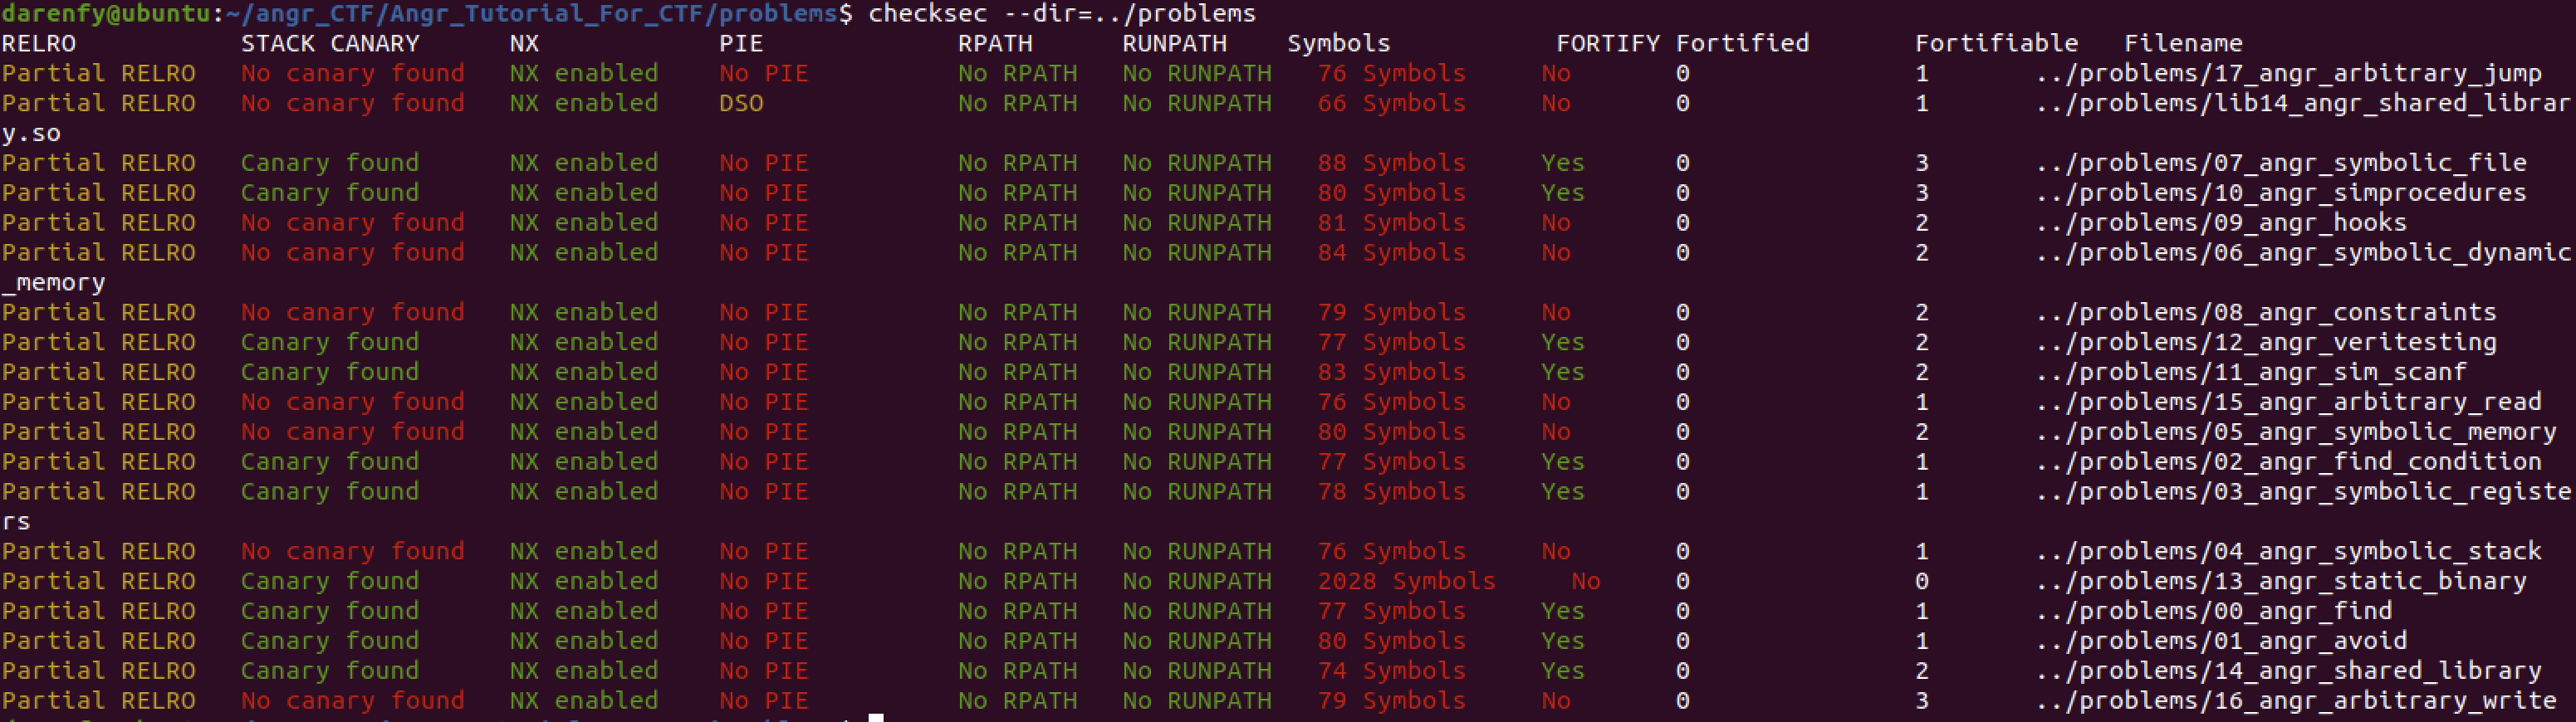 darenfy@ubuntu:~/angr_CTF/Angr_Tutorial_For_CTF/problems$ checksec --dir=../problems
RELRO STACK CANARY NX PIE RPATH RUNPATH Symbols FORTIFY Fortified Fortifiable Filename
Partial RELRO No canary found NX enabled No PIE No RPATH No RUNPATH 76 Symbols No 0 1 ../problems/17_angr_arbitrary_jump
Partial RELRO No canary found NX enabled DSO No RPATH No RUNPATH 66 Symbols No 0 1 ../problems/lib14_angr_shared_librar
y.so
Partial RELRO Canary found NX enabled No PIE No RPATH No RUNPATH 88 Symbols Yes 0 3 ../problems/07_angr_symbolic_file
Partial RELRO Canary found NX enabled No PIE No RPATH No RUNPATH 80 Symbols Yes 0 3 ../problems/10_angr_simprocedures
Partial RELRO No canary found NX enabled No PIE No RPATH No RUNPATH 81 Symbols No 0 2 ../problems/09_angr_hooks
Partial RELRO No canary found NX enabled No PIE No RPATH No RUNPATH 84 Symbols No 0 2 ../problems/06_angr_symbolic_dynamic
_memory
Partial RELRO No canary found NX enabled No PIE No RPATH No RUNPATH 79 Symbols No 0 2 ../problems/08_angr_constraints
Partial RELRO Canary found NX enabled No PIE No RPATH No RUNPATH 77 Symbols Yes 0 2 ../problems/12_angr_veritesting
Partial RELRO Canary found NX enabled No PIE No RPATH No RUNPATH 83 Symbols Yes 0 2 ../problems/11_angr_sim_scanf
Partial RELRO No canary found NX enabled No PIE No RPATH No RUNPATH 76 Symbols No 0 1 ../problems/15_angr_arbitrary_read
Partial RELRO No canary found NX enabled No PIE No RPATH No RUNPATH 80 Symbols No 0 2 ../problems/05_angr_symbolic_memory
Partial RELRO Canary found NX enabled No PIE No RPATH No RUNPATH 77 Symbols Yes 0 1 ../problems/02_angr_find_condition
Partial RELRO Canary found NX enabled No PIE No RPATH No RUNPATH 78 Symbols Yes 0 1 ../problems/03_angr_symbolic_registe
rs
Partial RELRO No canary found NX enabled No PIE No RPATH No RUNPATH 76 Symbols No 0 1 ../problems/04_angr_symbolic_stack
Partial RELRO Canary found NX enabled No PIE No RPATH No RUNPATH 2028 Symbols No 0 0 ../problems/13_angr_static_binary
Partial RELRO Canary found NX enabled No PIE No RPATH No RUNPATH 77 Symbols Yes 0 1 ../problems/00_angr_find
Partial RELRO Canary found NX enabled No PIE No RPATH No RUNPATH 80 Symbols Yes 0 1 ../problems/01_angr_avoid
Partial RELRO Canary found NX enabled No PIE No RPATH No RUNPATH 74 Symbols Yes 0 2 ../problems/14_angr_shared_library
Partial RELRO No canary found NX enabled No PIE No RPATH No RUNPATH 79 Symbols No 0 3 ../problems/16_angr_arbitrary_write